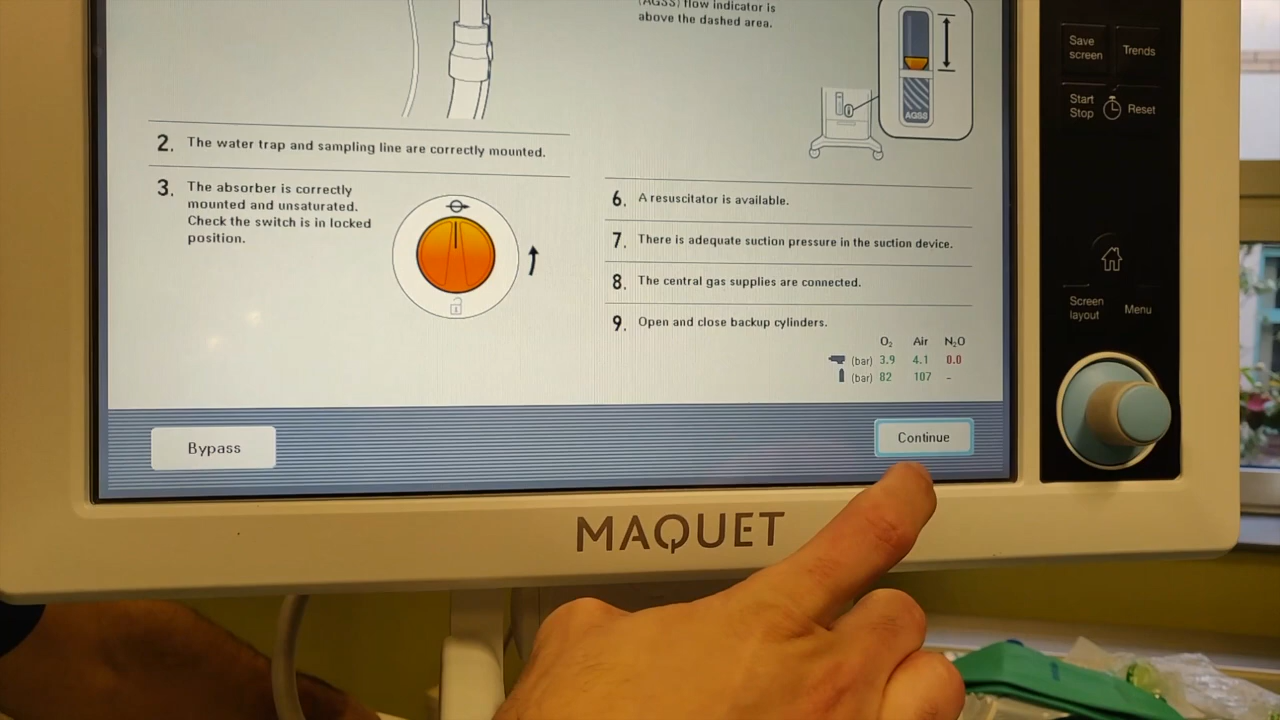 (AGSS) flow indicator is
above the dashed area.
AGSS
2. The water trap and sampling line are correctly mounted.
3. The absorber is correctly
mounted and unsaturated.
Check the switch is in locked
position.
6. A resuscitator is available.
7. There is adequate suction pressure in the suction device.
8. The central gas supplies are connected.
9. Open and close backup cylinders.
O₂ Air N₂O
(bar) 3.9 4.1 0.0
(bar) 82 107 -
Bypass
Continue
MAQUET
Save
screen
Trends
Start
Stop
Reset
Screen
layout
Menu